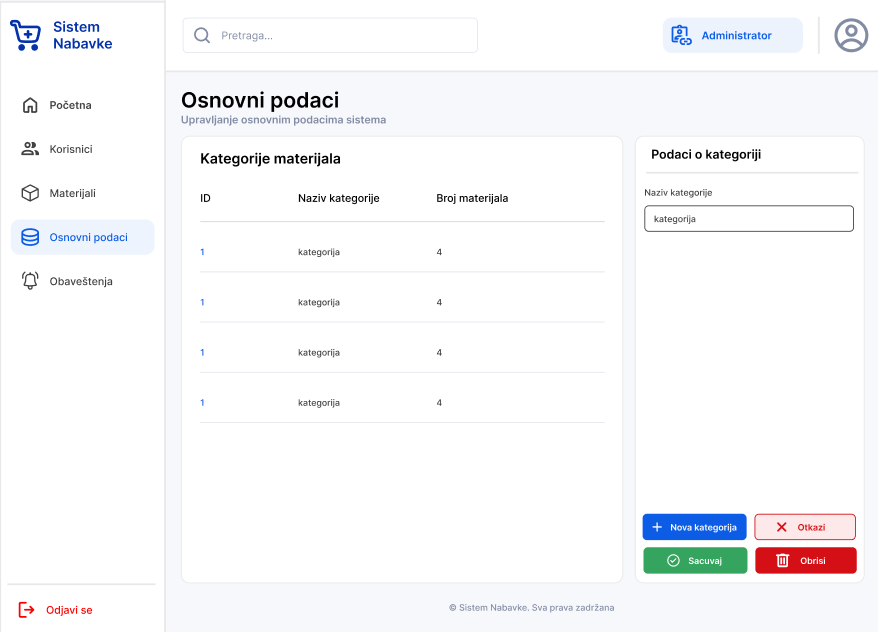 Sistem
Nabavke
Pretraga...
Administrator
Početna
Korisnici
Materijali
Osnovni podaci
Obaveštenja
Odjavi se
Osnovni podaci
Upravljanje osnovnim podacima sistema
Kategorije materijala
ID Naziv kategorije Broj materijala
1 kategorija 4
1 kategorija 4
1 kategorija 4
1 kategorija 4
Podaci o kategoriji
Naziv kategorije
kategorija
Nova kategorija Otkazi
Sacuvaj Obrisi
© Sistem Nabavke. Sva prava zadržana